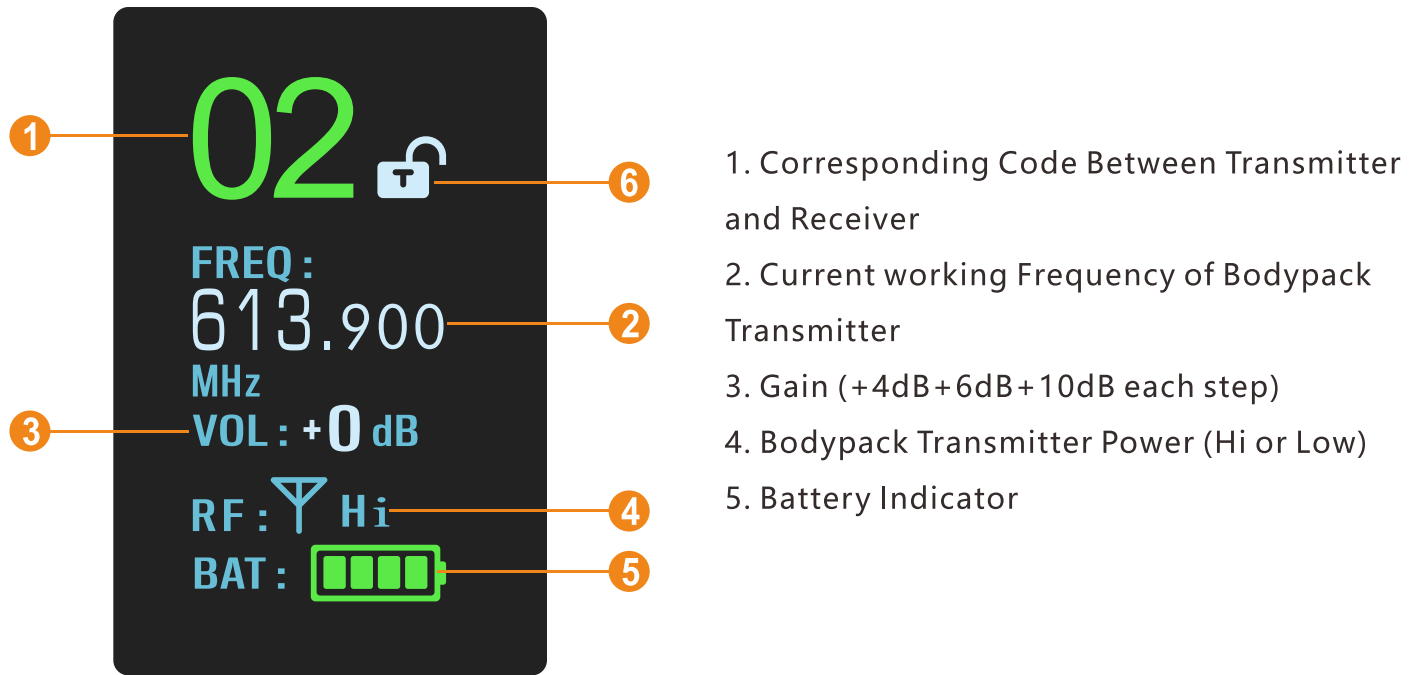 1
02
T
6
FREQ :
613.900
2
MHz
3
VOL : +0 dB
RF : Hi
4
BAT :
5
1. Corresponding Code Between Transmitter
and Receiver
2. Current working Frequency of Bodypack
Transmitter
3. Gain (+4dB+6dB+10dB each step)
4. Bodypack Transmitter Power (Hi or Low)
5. Battery Indicator